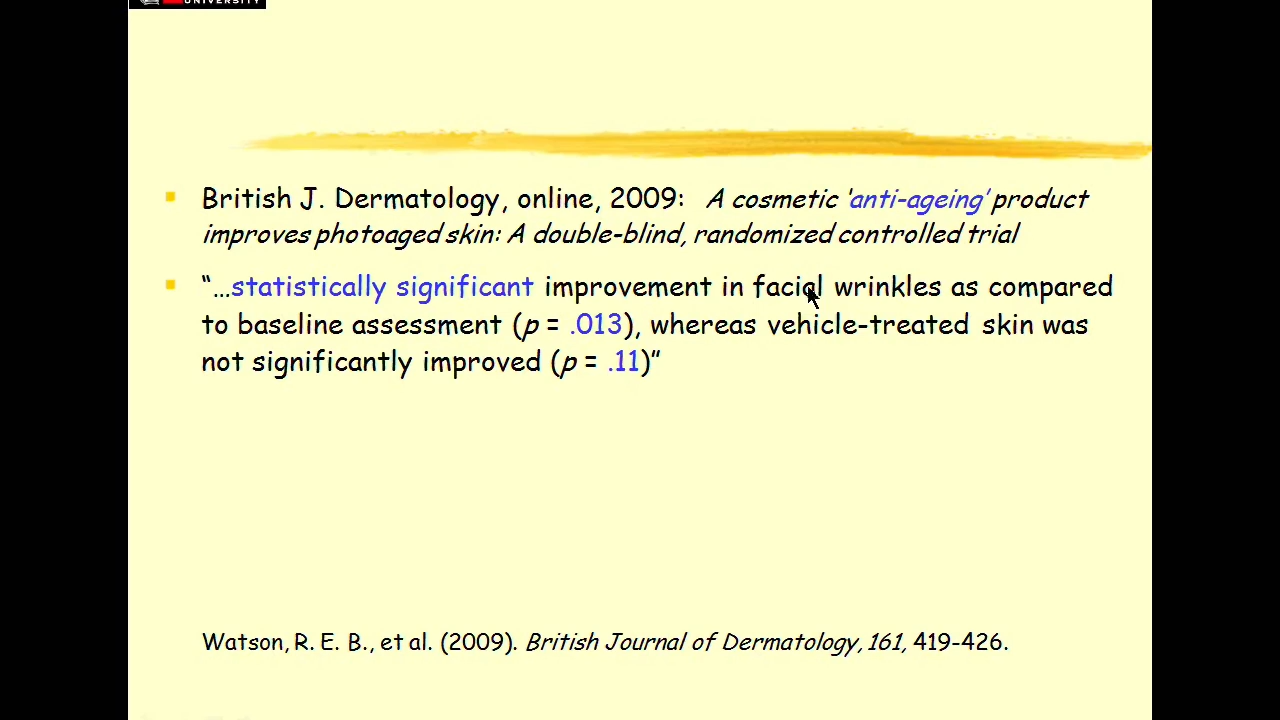 UNIVERSITY
British J. Dermatology, online, 2009: A cosmetic ‘anti-ageing’ product
improves photoaged skin: A double-blind, randomized controlled trial
“…statistically significant improvement in facial wrinkles as compared
to baseline assessment (p = .013), whereas vehicle-treated skin was
not significantly improved (p = .11)”
Watson, R. E. B., et al. (2009). British Journal of Dermatology, 161, 419-426.